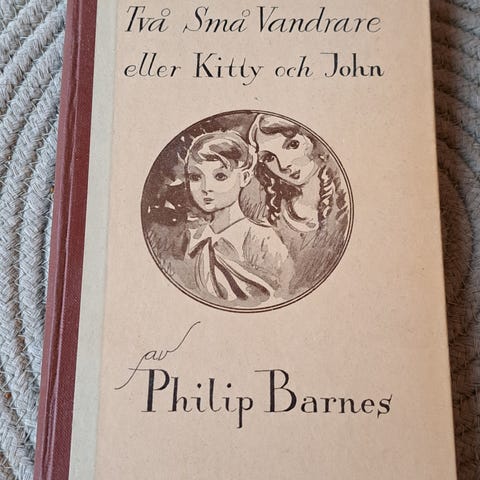 Två Små Vandrare
eller Kitty och John
av
Philip Barnes